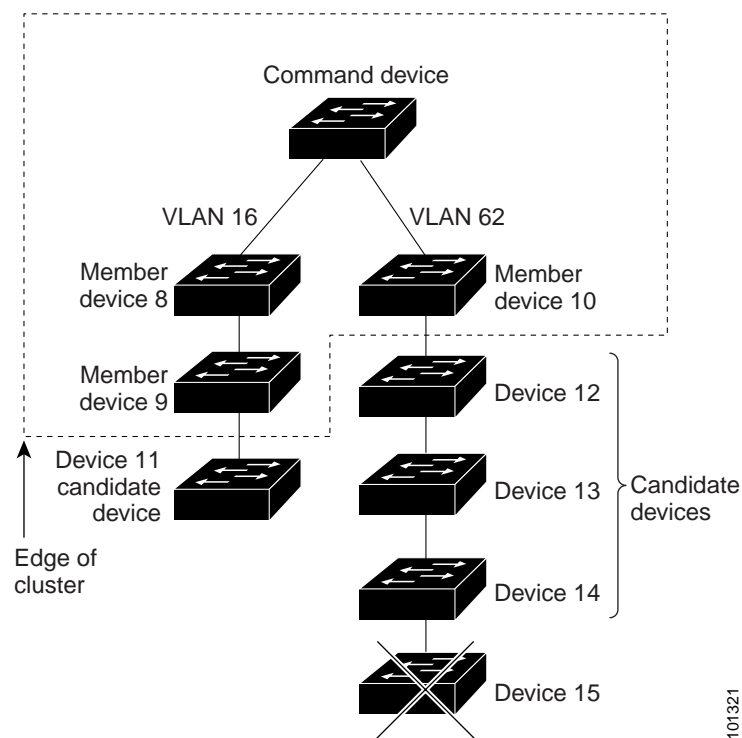 Command device
VLAN 16
VLAN 62
Member
device 8
Member
device 10
Member
device 9
Device 12
Device 11
candidate
device
Device 13
Candidate
devices
Edge of
cluster
Device 14
Device 15
101321